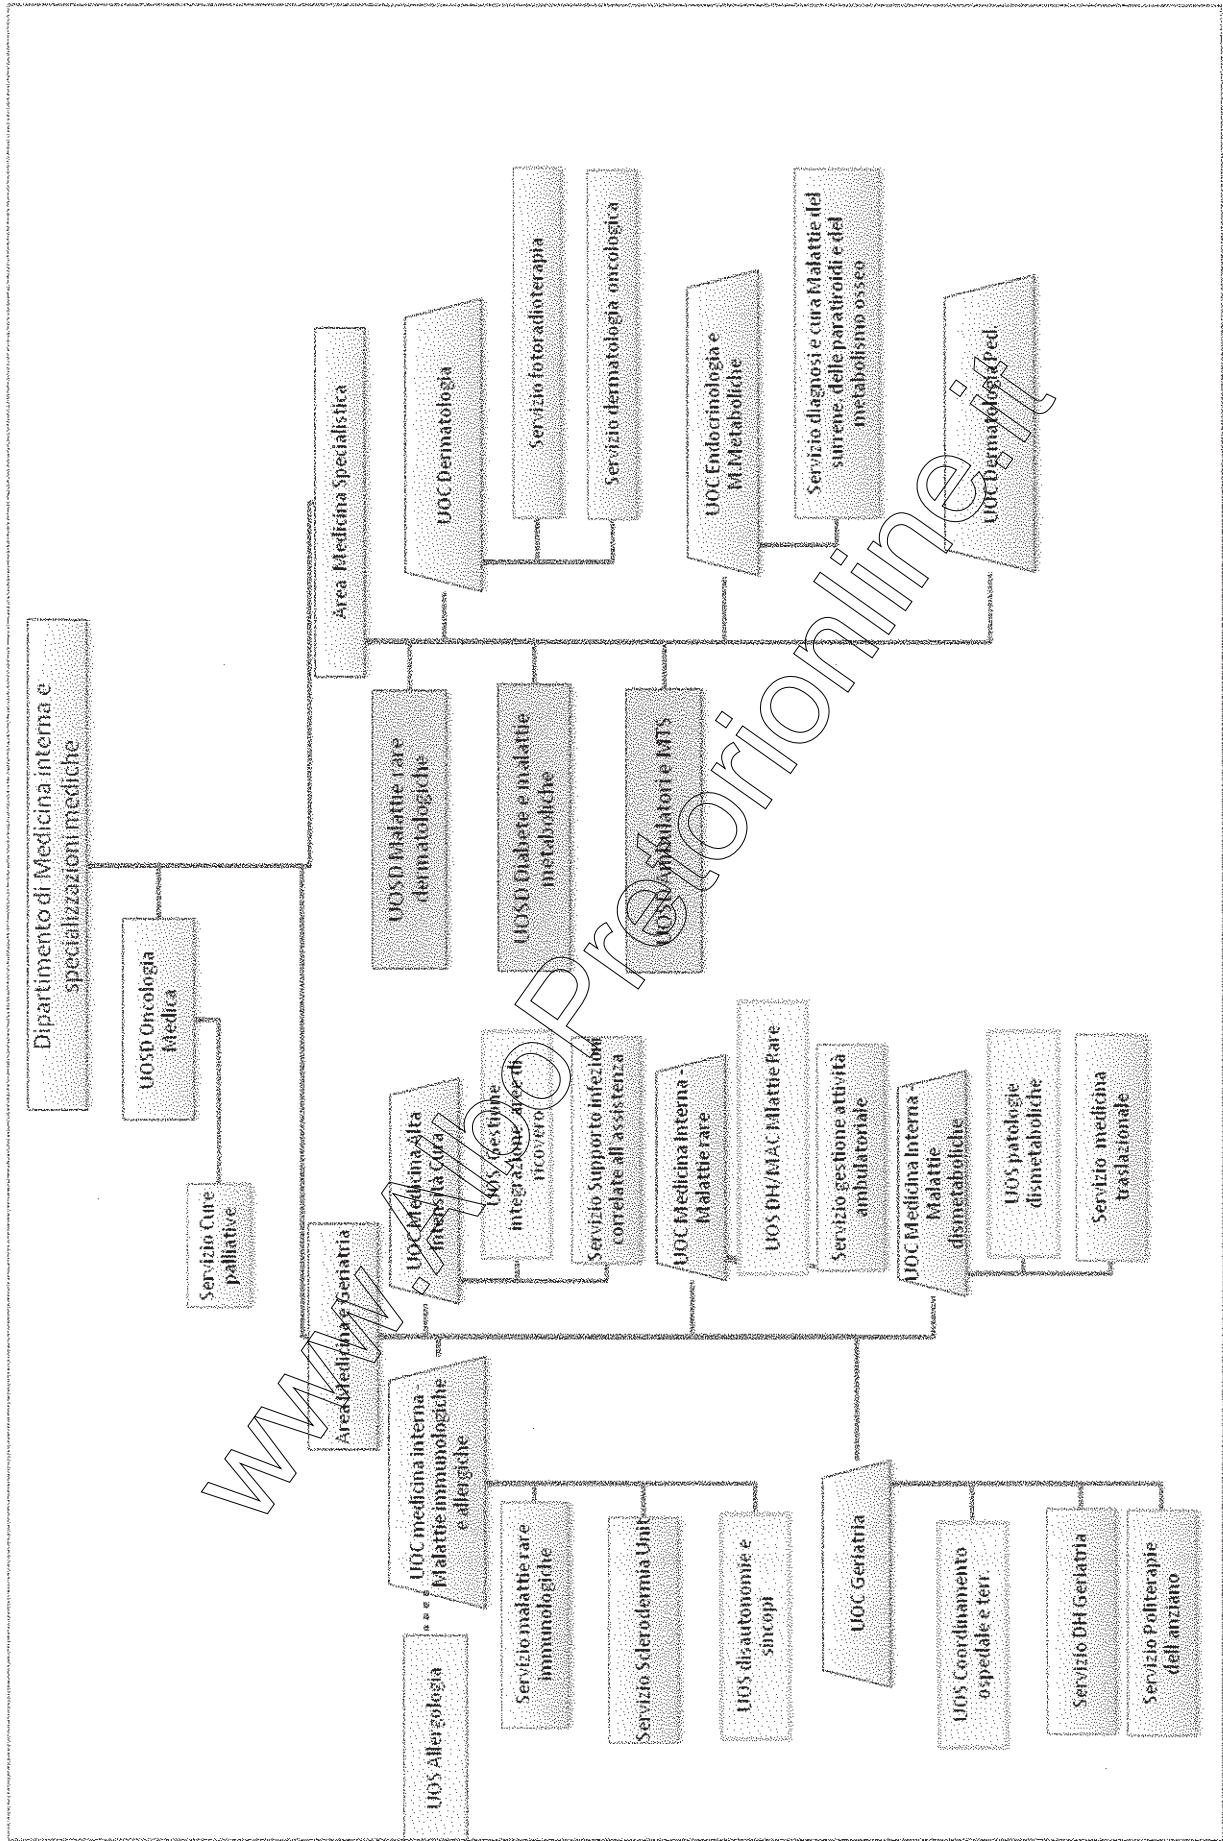 Dipartimento di Medicina interna e
specializzazioni mediche
UOSD Oncologia
Medica
Servizio Cure
palliative
Area Medicina e Geriatria
UOC medicina interna -
Malattie immunologiche
e allergiche
UOS Allergologia
Servizio malattie rare
immunologiche
Servizio Sclerodermia Unit
UOS disautonomie e
sincopi
UOC Geriatria
UOS Coordinamento
ospedale e terr.
Servizio DH Geriatria
Servizio Politerapie
dell anziano
UOC Medicina Alta
Intensità Cura
UOS Gestione
integrazione aree di
ricovero
Servizio Supporto infezioni
correlate all assistenza
UOC Medicina Interna -
Malattie rare
UOS DH/MAC Mlattie Rare
Servizio gestione attività
ambulatoriale
UOC Medicina Interna -
Malattie
dismetaboliche
UOS patologie
dismetaboliche
Servizio medicina
traslazionale
Area Medicina Specialistica
UOSD Malattie rare
dermatologiche
UOSD Diabete e malattie
metaboliche
UOSD Ambulatori e MTS
UOC Dermatologia
Servizio fotoradioterapia
Servizio dermatologia oncologica
UOC Endocrinologia e
M.Metaboliche
Servizio diagnosi e cura Malattie del
surrene, delle paratiroidi e del
metabolismo osseo
UOC Dermatologia Ped.
www.AlboPretorionline.it